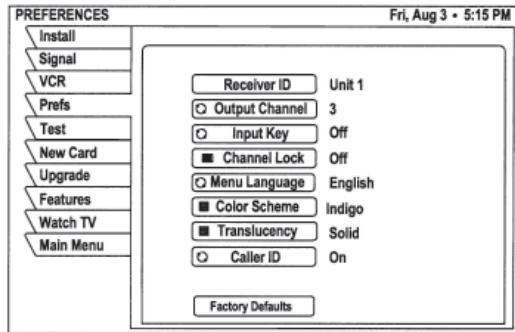 PREFERENCES Fri, Aug 3 • 5:15 PM
Install
Signal
VCR
Prefs
Test
New Card
Upgrade
Features
Watch TV
Main Menu
Receiver ID Unit 1
Output Channel 3
Input Key Off
Channel Lock Off
Menu Language English
Color Scheme Indigo
Translucency Solid
Caller ID On
Factory Defaults